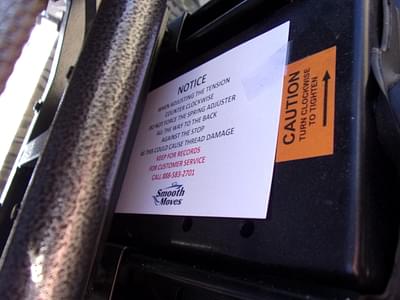 NOTICE
WHEN ADJUSTING THE TENSION
COUNTER CLOCKWISE
DO NOT FORCE THE SPRING ADJUSTER
ALL THE WAY TO THE BACK
AGAINST THE STOP
AS THIS COULD CAUSE THREAD DAMAGE
KEEP FOR RECORDS
FOR CUSTOMER SERVICE
CALL 888-583-2701
Smooth
Moves
CAUTION
TURN CLOCKWISE
TO TIGHTEN